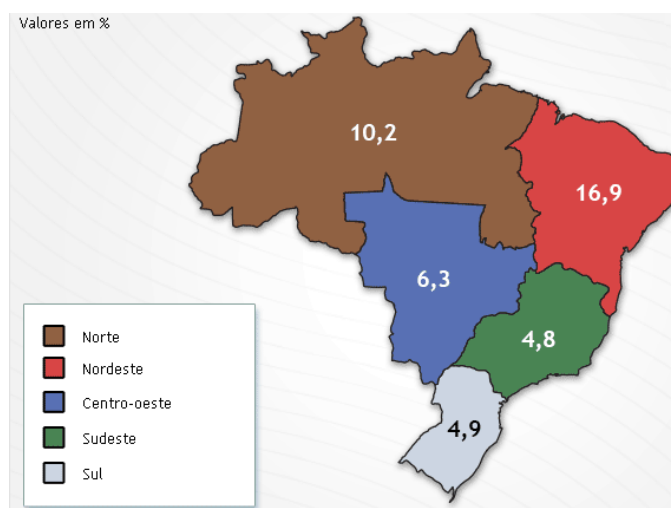 Valores em %
10,2
16,9
6,3
4,8
4,9
Norte
Nordeste
Centro-oeste
Sudeste
Sul